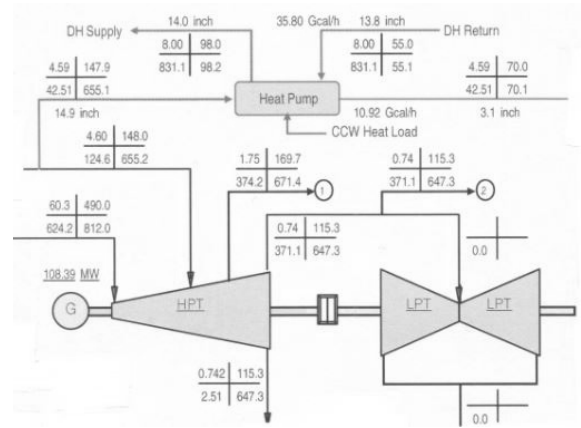 14.0 inch
35.80 Gcal/h
13.8 inch
DH Supply
DH Return
8.00 98.0
831.1 98.2
8.00 55.0
831.1 55.1
4.59 147.9
42.51 655.1
4.59 70.0
42.51 70.1
Heat Pump
14.9 inch
10.92 Gcal/h
3.1 inch
CCW Heat Load
4.60 148.0
124.6 655.2
1.75 169.7
374.2 671.4
1
0.74 115.3
371.1 647.3
2
60.3 490.0
624.2 812.0
0.74 115.3
371.1 647.3
0.0
108.39 MW
G
HPT
LPT
LPT
0.742 115.3
2.51 647.3
0.0